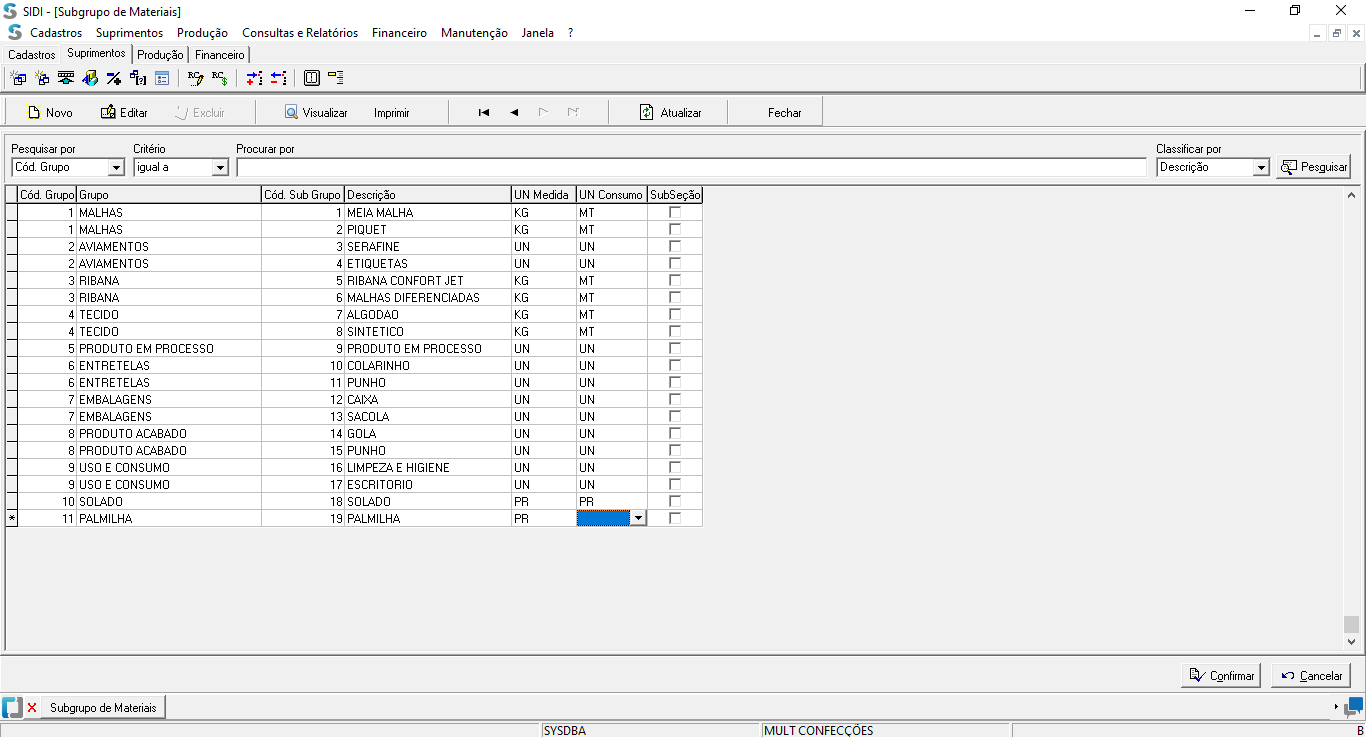 SIDI - [Subgrupo de Materiais]
Cadastros Suprimentos Produção Consultas e Relatórios Financeiro Manutenção Janela ?
Cadastros Suprimentos Produção Financeiro
Novo Editar Excluir Visualizar Imprimir Atualizar Fechar
Pesquisar por Critério Procurar por Classificar por
Cód. Grupo igual a Descrição Pesquisar
Cód. Grupo Grupo Cód. Sub Grupo Descrição UN Medida UN Consumo SubSeção
1 MALHAS 1 MEIA MALHA KG MT
1 MALHAS 2 PIQUET KG MT
2 AVIAMENTOS 3 SERAFINE UN UN
2 AVIAMENTOS 4 ETIQUETAS UN UN
3 RIBANA 5 RIBANA CONFORT JET KG MT
3 RIBANA 6 MALHAS DIFERENCIADAS KG MT
4 TECIDO 7 ALGODAO KG MT
4 TECIDO 8 SINTETICO KG MT
5 PRODUTO EM PROCESSO 9 PRODUTO EM PROCESSO UN UN
6 ENTRETELAS 10 COLARINHO UN UN
6 ENTRETELAS 11 PUNHO UN UN
7 EMBALAGENS 12 CAIXA UN UN
7 EMBALAGENS 13 SACOLA UN UN
8 PRODUTO ACABADO 14 GOLA UN UN
8 PRODUTO ACABADO 15 PUNHO UN UN
9 USO E CONSUMO 16 LIMPEZA E HIGIENE UN UN
9 USO E CONSUMO 17 ESCRITORIO UN UN
10 SOLADO 18 SOLADO PR PR
* 11 PALMILHA 19 PALMILHA PR
Confirmar Cancelar
Subgrupo de Materiais
SYSDBA MULT CONFECÇÕES B